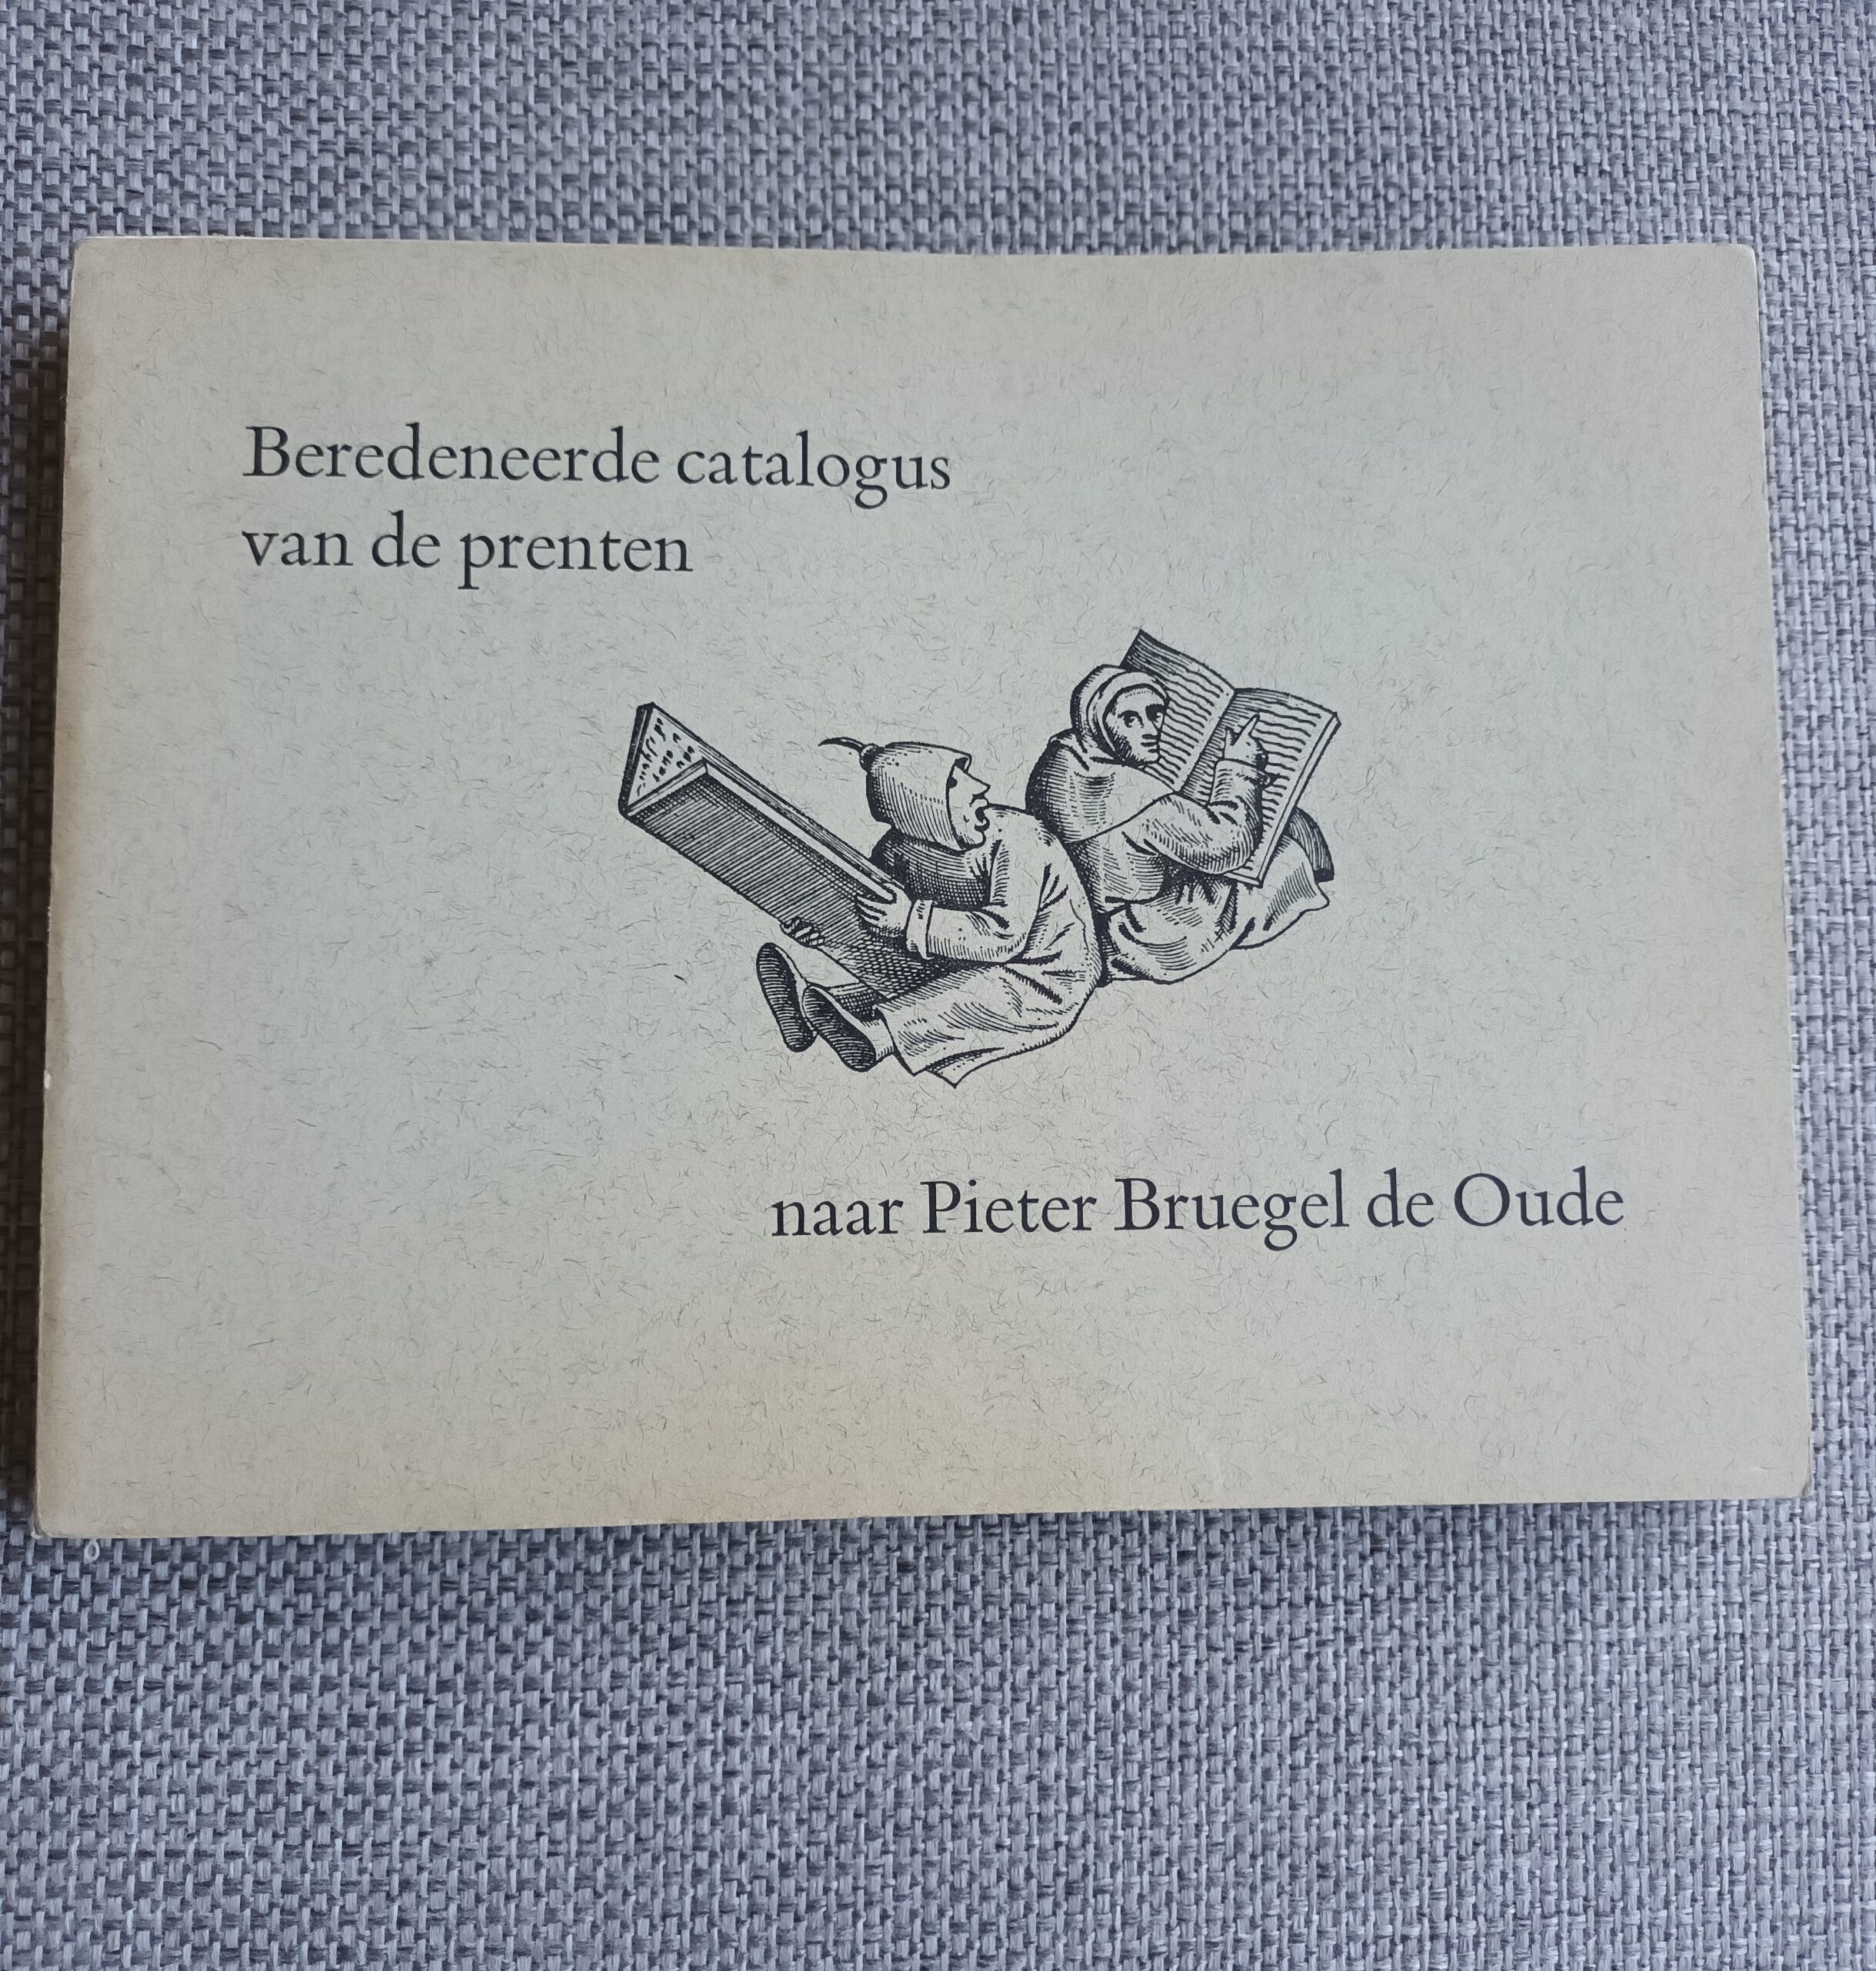 Beredeneerde catalogus
van de prenten
naar Pieter Bruegel de Oude